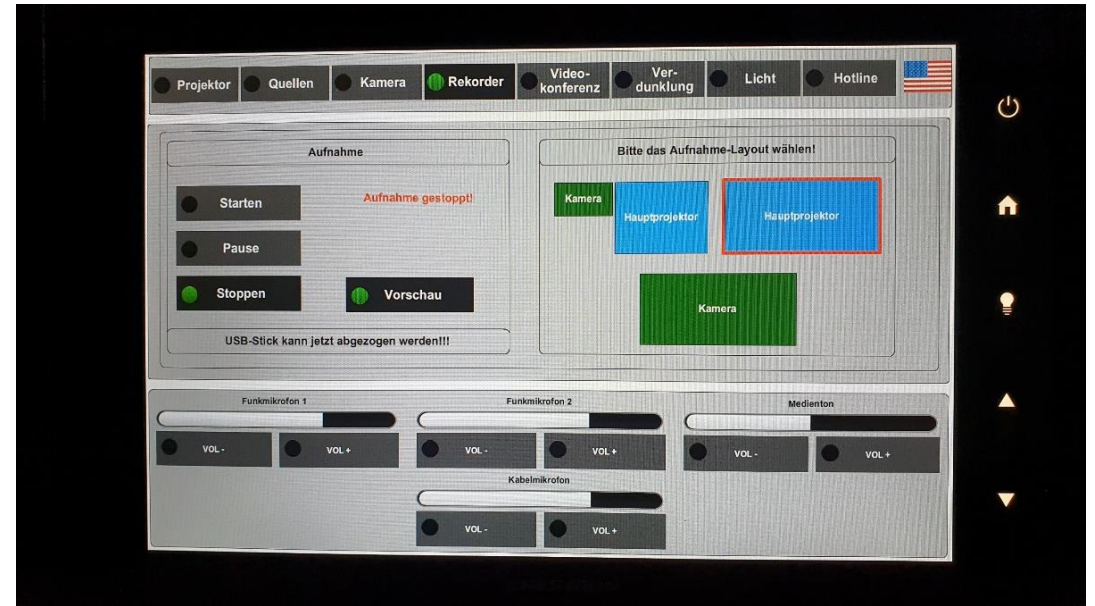 Projektor
Quellen
Kamera
Rekorder
Video-
konferenz
Ver-
dunklung
Licht
Hotline
Aufnahme
Bitte das Aufnahme-Layout wählen!
Starten
Aufnahme gestoppt!
Kamera
Hauptprojektor
Hauptprojektor
Pause
Stoppen
Vorschau
Kamera
USB-Stick kann jetzt abgezogen werden!!!
Funkmikrofon 1
Funkmikrofon 2
Medienton
VOL -
VOL +
VOL -
VOL +
VOL -
VOL +
Kabelmikrofon
VOL -
VOL +